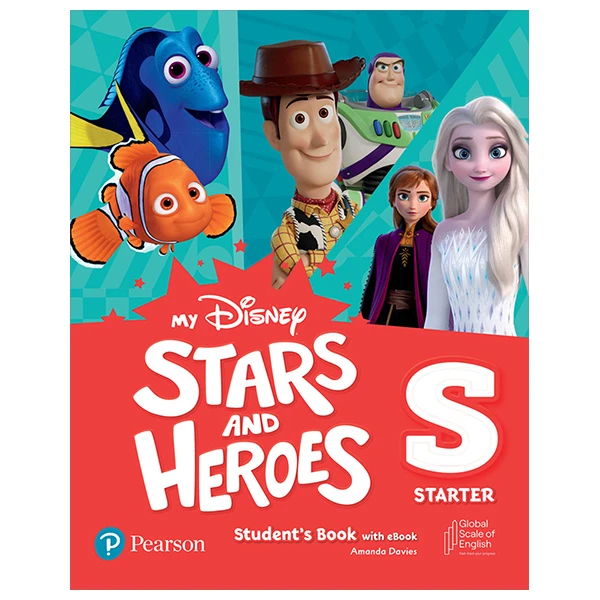 MY Disney
STARS
AND
HEROES
S
STARTER
Student's Book with eBook
Amanda Davies
Pearson
Global
Scale of
English